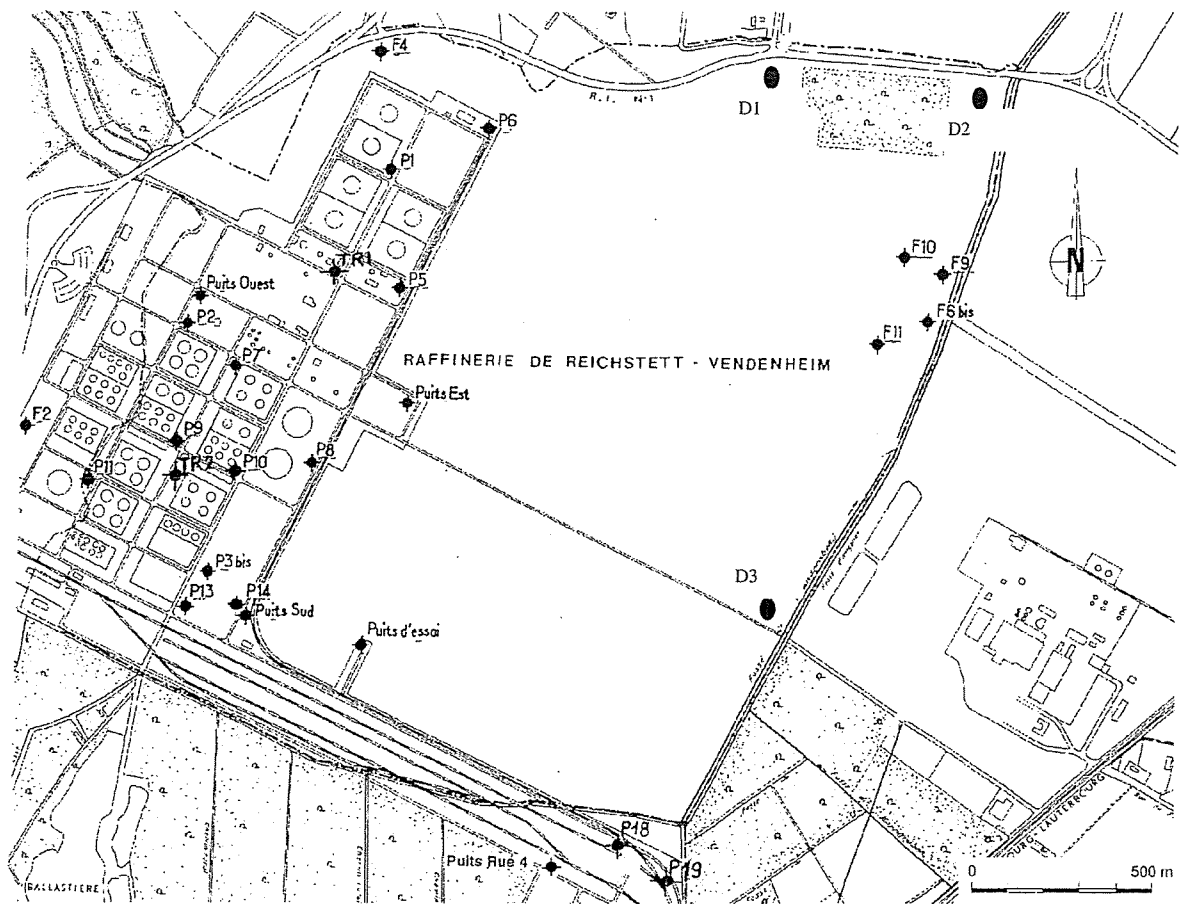 F4
R.I. N°1
D1
D2
P6
P1
TR1
P5
Puits Ouest
P2
P7
F10
F9
F6 bis
F11
N
RAFFINERIE DE REICHSTETT - VENDENHEIM
Puits Est
F2
P9
P8
P11
TR2
P10
P3 bis
P13
P14
Puits Sud
Puits d'essai
D3
P18
Puits Rue 4
P19
BALLASTIERE
LAUTERBOURG
0 500 m